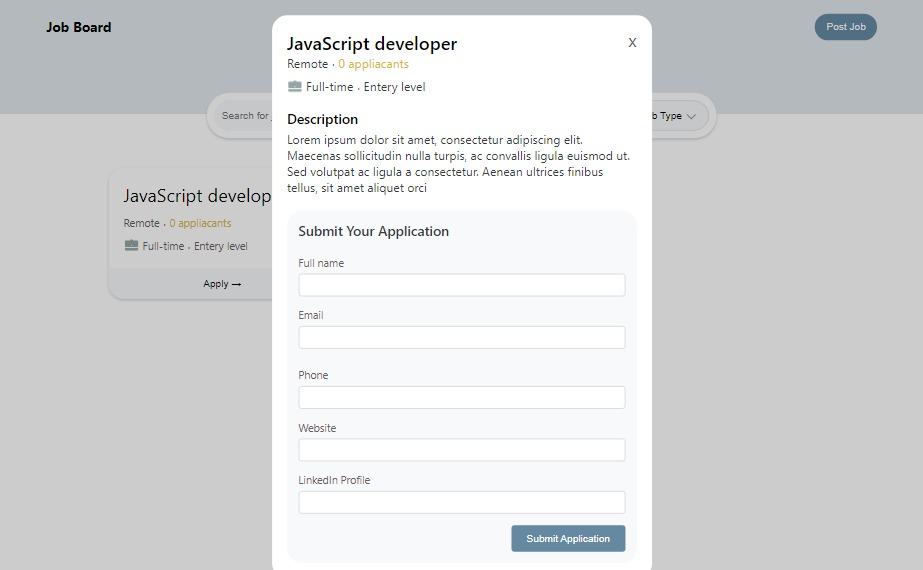 Job Board
Post Job
Search for
b Type
JavaScript develop
Remote · 0 appliacants
Full-time · Entery level
Apply →
JavaScript developer
X
Remote · 0 appliacants
Full-time · Entery level
Description
Lorem ipsum dolor sit amet, consectetur adipiscing elit.
Maecenas sollicitudin nulla turpis, ac convallis ligula euismod ut.
Sed volutpat ac ligula a consectetur. Aenean ultrices finibus
tellus, sit amet aliquet orci
Submit Your Application
Full name
Email
Phone
Website
LinkedIn Profile
Submit Application